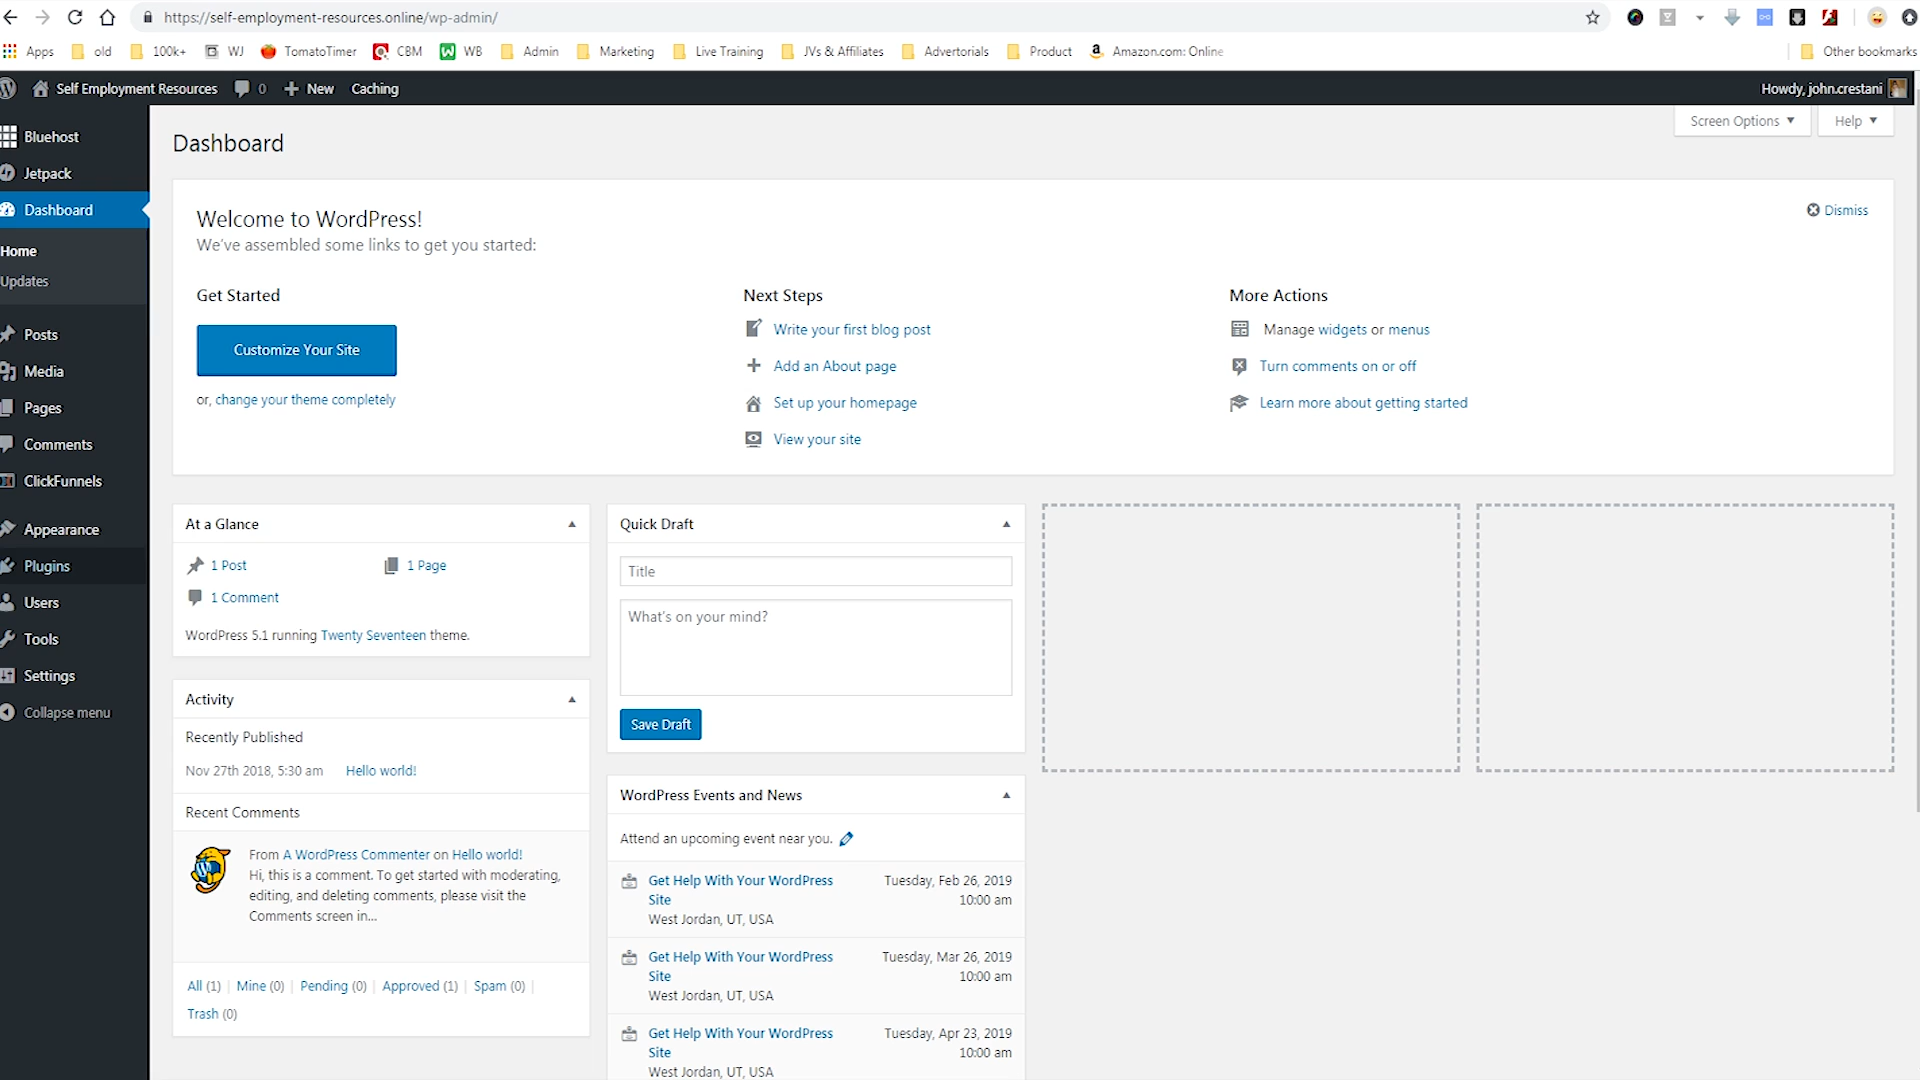 https://self-employment-resources.online/wp-admin/
Apps old 100k+ WJ TomatoTimer CBM WB Admin Marketing Live Training JVs & Affiliates Advertorials Product Amazon.com: Online Other bookmarks
Self Employment Resources 0 New Caching Howdy, john.crestani
Screen Options Help
Bluehost
Jetpack
Dashboard
Home
Updates
Posts
Media
Pages
Comments
ClickFunnels
Appearance
Plugins
Users
Tools
Settings
Collapse menu
Dashboard
Welcome to WordPress!
Dismiss
We've assembled some links to get you started:
Get Started
Customize Your Site
or, change your theme completely
Next Steps
Write your first blog post
Add an About page
Set up your homepage
View your site
More Actions
Manage widgets or menus
Turn comments on or off
Learn more about getting started
At a Glance
1 Post 1 Page
1 Comment
WordPress 5.1 running Twenty Seventeen theme.
Activity
Recently Published
Nov 27th 2018, 5:30 am Hello world!
Recent Comments
From A WordPress Commenter on Hello world!
Hi, this is a comment. To get started with moderating,
editing, and deleting comments, please visit the
Comments screen in...
All (1) | Mine (0) | Pending (0) | Approved (1) | Spam (0) |
Trash (0)
Quick Draft
Title
What's on your mind?
Save Draft
WordPress Events and News
Attend an upcoming event near you.
Get Help With Your WordPress Tuesday, Feb 26, 2019
Site 10:00 am
West Jordan, UT, USA
Get Help With Your WordPress Tuesday, Mar 26, 2019
Site 10:00 am
West Jordan, UT, USA
Get Help With Your WordPress Tuesday, Apr 23, 2019
Site 10:00 am
West Jordan, UT, USA